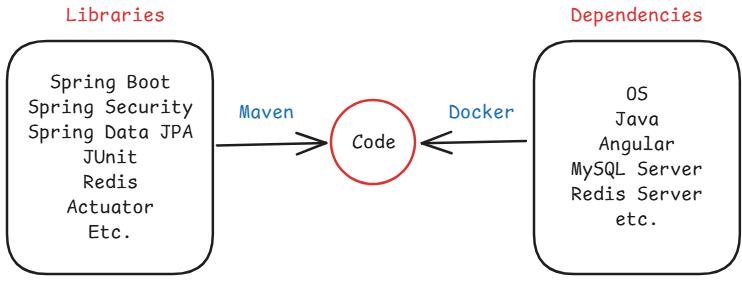 Libraries
Spring Boot
Spring Security
Spring Data JPA
JUnit
Redis
Actuator
Etc.
Maven
Code
Docker
Dependencies
OS
Java
Angular
MySQL Server
Redis Server
etc.